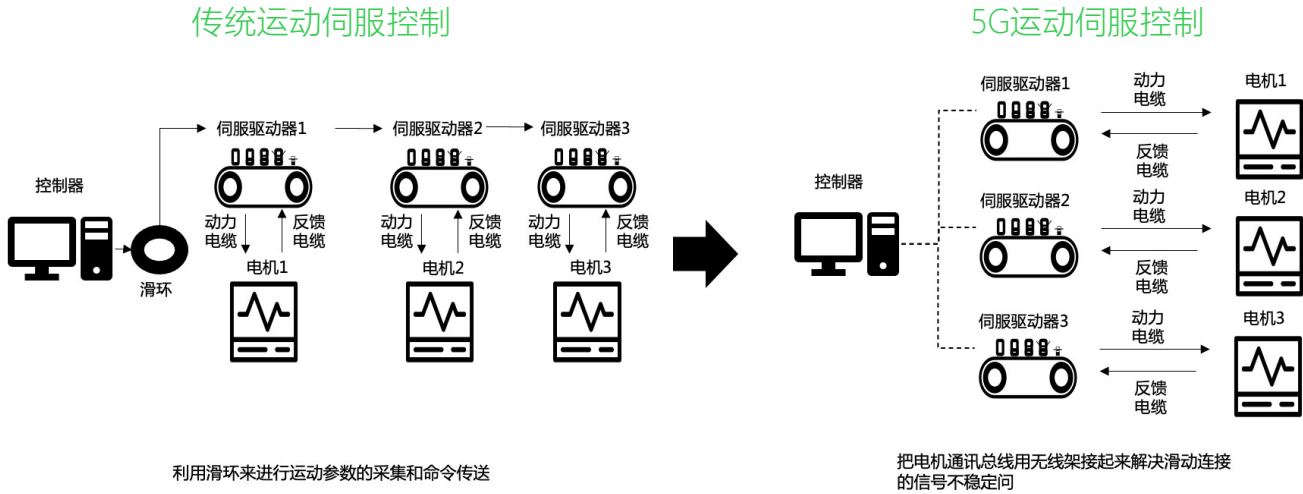 传统运动伺服控制
伺服驱动器1
伺服驱动器2
伺服驱动器3
控制器
滑环
动力
电缆
反馈
电缆
动力
电缆
反馈
电缆
动力
电缆
反馈
电缆
电机1
电机2
电机3
利用滑环来进行运动参数的采集和命令传送
5G运动伺服控制
控制器
伺服驱动器1
动力
电缆
反馈
电缆
电机1
伺服驱动器2
动力
电缆
反馈
电缆
电机2
伺服驱动器3
动力
电缆
反馈
电缆
电机3
把电机通讯总线用无线架接起来解决滑动连接
的信号不稳定问